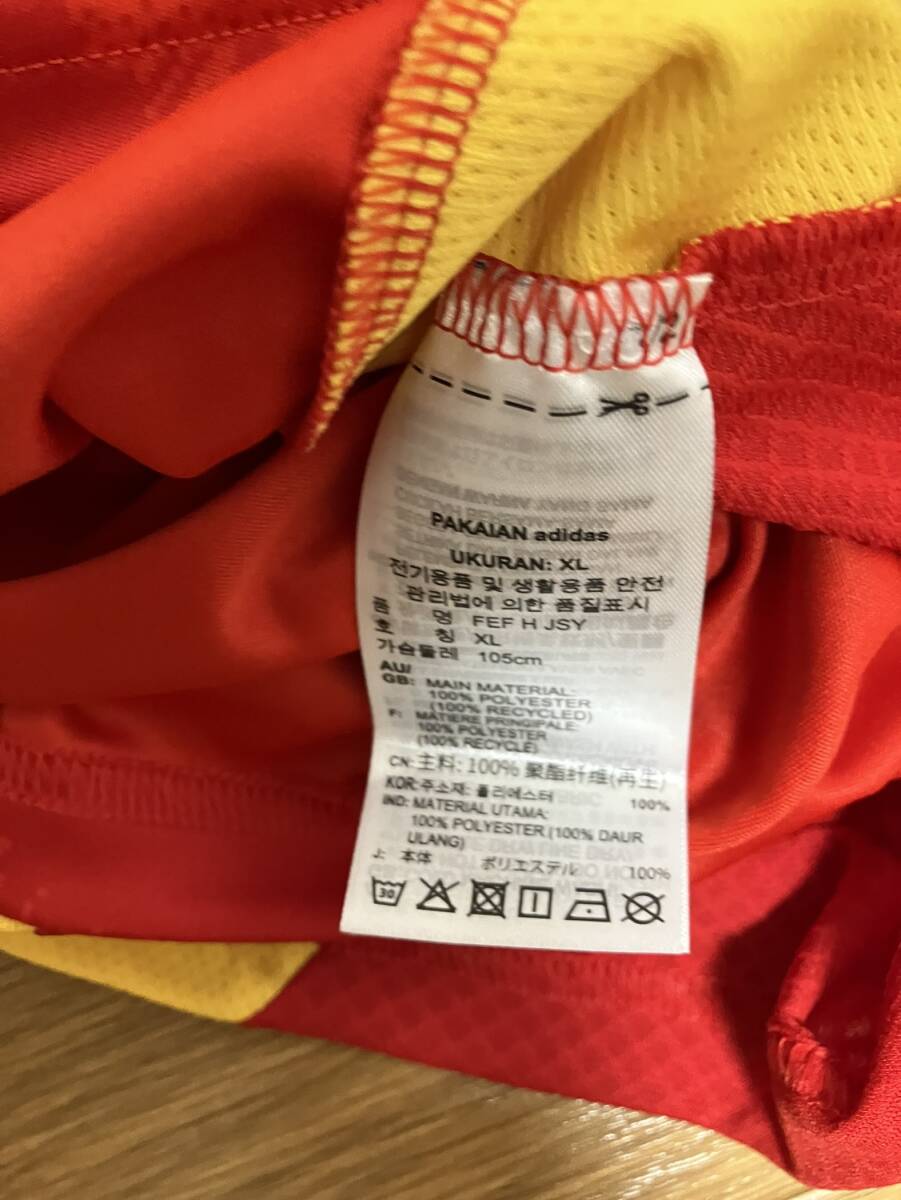 PAKAIAN adidas
UKURAN: XL
전기용품 및 생활용품 안전
관리법에 의한 품질표시
품 명 FEF H JSY
호 칭 XL
가슴둘레 105cm
AU/
GB: MAIN MATERIAL:
100% POLYESTER
(100% RECYCLED)
F: MATIÈRE PRINCIPALE:
100% POLYESTER
(100% RECYCLÉ)
CN: 主料: 100% 聚酯纤维(再生)
KOR: 주소재: 폴리에스터 100%
IND: MATERIAL UTAMA:
100% POLYESTER (100% DAUR
ULANG)
J: 本体 ポリエステル 100%
30